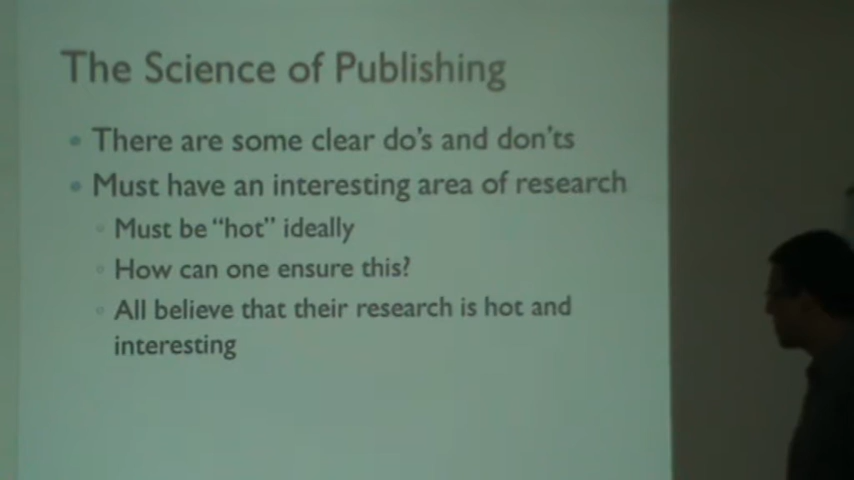 The Science of Publishing
• There are some clear do's and don'ts
• Must have an interesting area of research
◦ Must be “hot” ideally
◦ How can one ensure this?
◦ All believe that their research is hot and
interesting